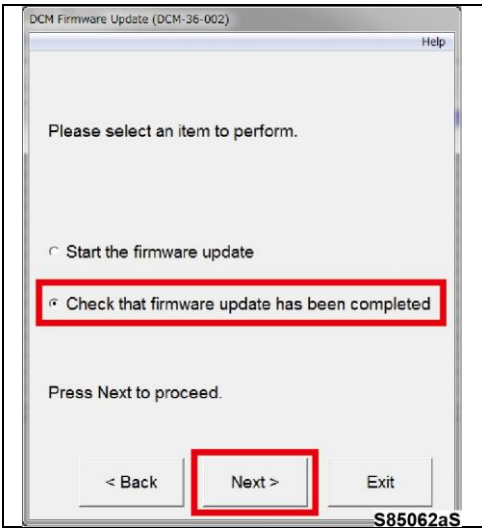 DCM Firmware Update (DCM-36-002)
Help
Please select an item to perform.
Start the firmware update
Check that firmware update has been completed
Press Next to proceed.
< Back Next > Exit
S85062aS